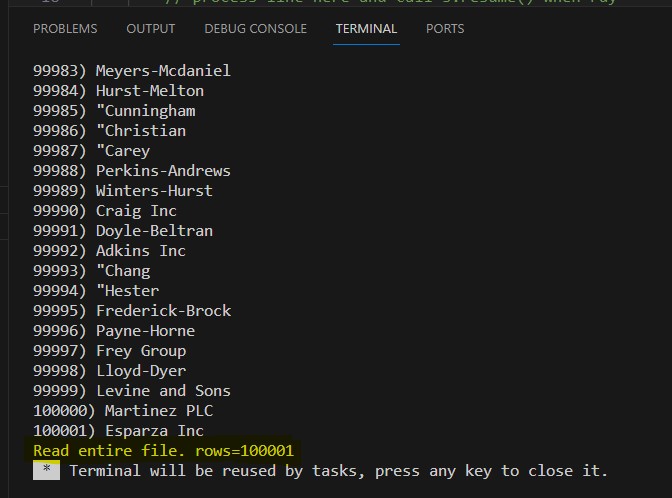 // process line here and call s.resume() when rdy
PROBLEMS OUTPUT DEBUG CONSOLE TERMINAL PORTS
99983) Meyers-Mcdaniel
99984) Hurst-Melton
99985) "Cunningham
99986) "Christian
99987) "Carey
99988) Perkins-Andrews
99989) Winters-Hurst
99990) Craig Inc
99991) Doyle-Beltran
99992) Adkins Inc
99993) "Chang
99994) "Hester
99995) Frederick-Brock
99996) Payne-Horne
99997) Frey Group
99998) Lloyd-Dyer
99999) Levine and Sons
100000) Martinez PLC
100001) Esparza Inc
Read entire file. rows=100001
* Terminal will be reused by tasks, press any key to close it.